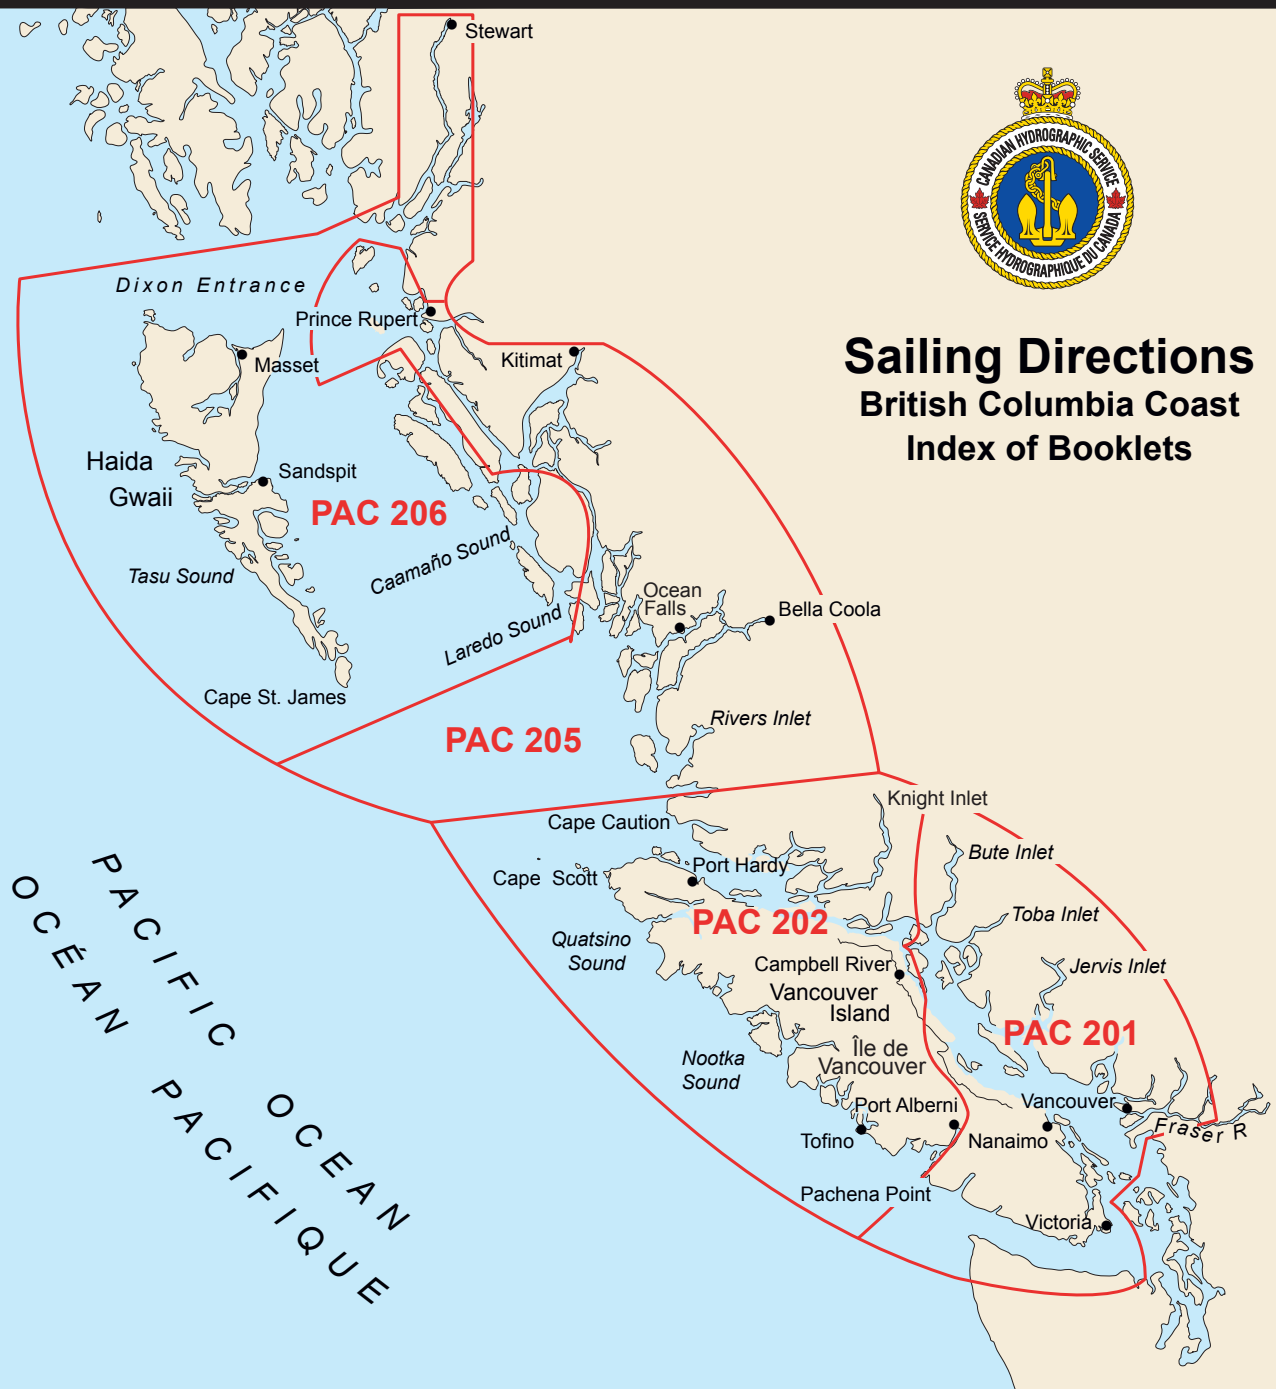 Stewart
CANADIAN HYDROGRAPHIC SERVICE
SERVICE HYDROGRAPHIQUE DU CANADA
Sailing Directions
British Columbia Coast
Index of Booklets
Dixon Entrance
Prince Rupert
Masset
Kitimat
Haida
Gwaii
Sandspit
PAC 206
Caamaño Sound
Tasu Sound
Ocean
Falls
Bella Coola
Laredo Sound
Cape St. James
Rivers Inlet
PAC 205
Knight Inlet
Cape Caution
Bute Inlet
Port Hardy
Cape Scott
Toba Inlet
PAC 202
Quatsino
Sound
Campbell River
Jervis Inlet
Vancouver
Island
PAC 201
Île de
Vancouver
Nootka
Sound
Port Alberni
Vancouver
Fraser R
Tofino
Nanaimo
Pachena Point
Victoria
PACIFIC OCEAN
OCÉAN PACIFIQUE